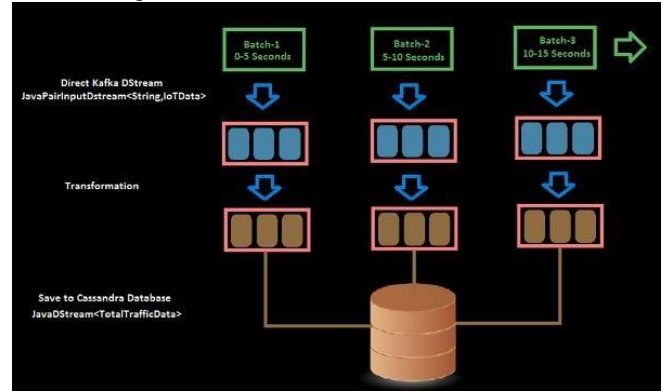 Batch-1
0-5 Seconds
Batch-2
5-10 Seconds
Batch-3
10-15 Seconds
Direct Kafka DStream
JavaPairInputDstream<String,IoTData>
Transformation
Save to Cassandra Database
JavaDStream<TotalTrafficData>